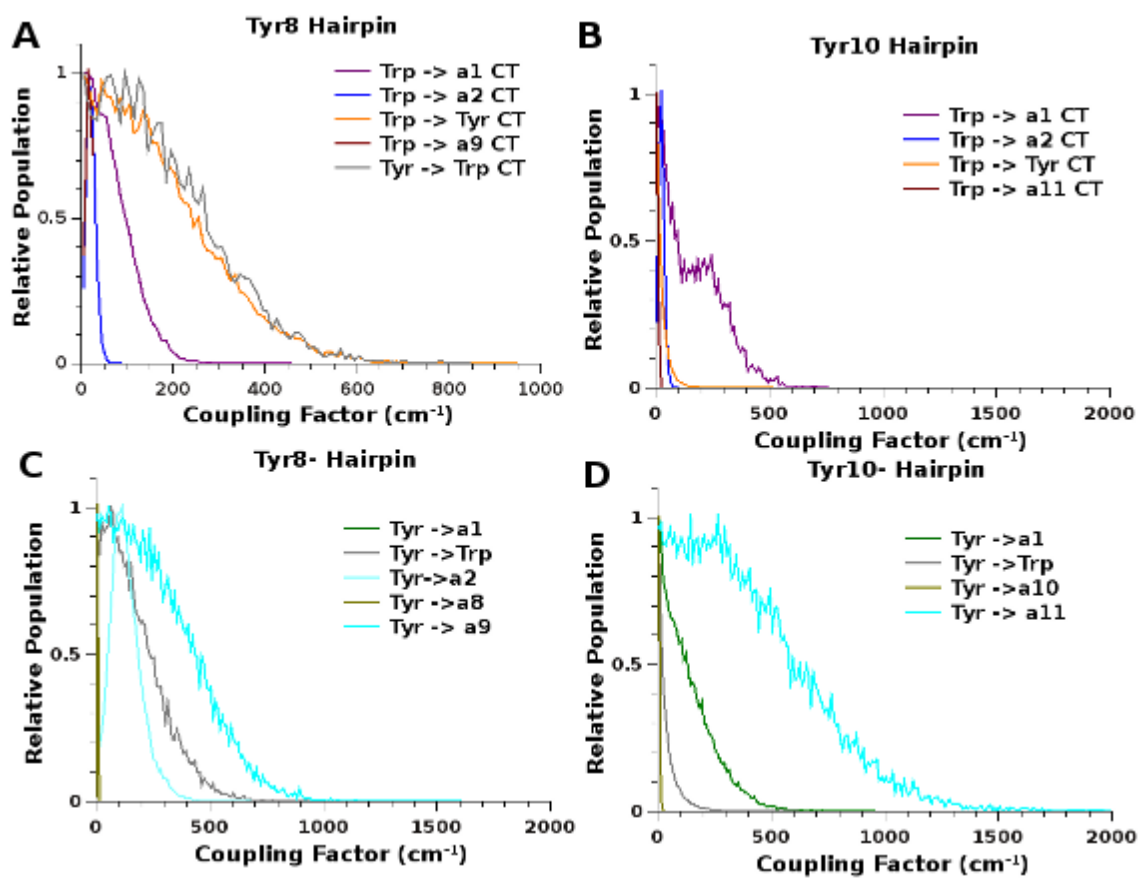 A
Tyr8 Hairpin
Trp -> a1 CT
Trp -> a2 CT
Trp -> Tyr CT
Trp -> a9 CT
Tyr -> Trp CT
Relative Population
1
0.5
0
0 200 400 600 800 1000
Coupling Factor (cm⁻¹)
B
Tyr10 Hairpin
Trp -> a1 CT
Trp -> a2 CT
Trp -> Tyr CT
Trp -> a11 CT
Relative Population
1
0.5
0
0 500 1000 1500 2000
Coupling Factor (cm⁻¹)
C
Tyr8- Hairpin
Tyr ->a1
Tyr ->Trp
Tyr->a2
Tyr ->a8
Tyr -> a9
Relative Population
1
0.5
0
0 500 1000 1500 2000
Coupling Factor (cm⁻¹)
D
Tyr10- Hairpin
Tyr ->a1
Tyr ->Trp
Tyr ->a10
Tyr -> a11
Relative Population
1
0.5
0
0 500 1000 1500 2000
Coupling Factor (cm⁻¹)